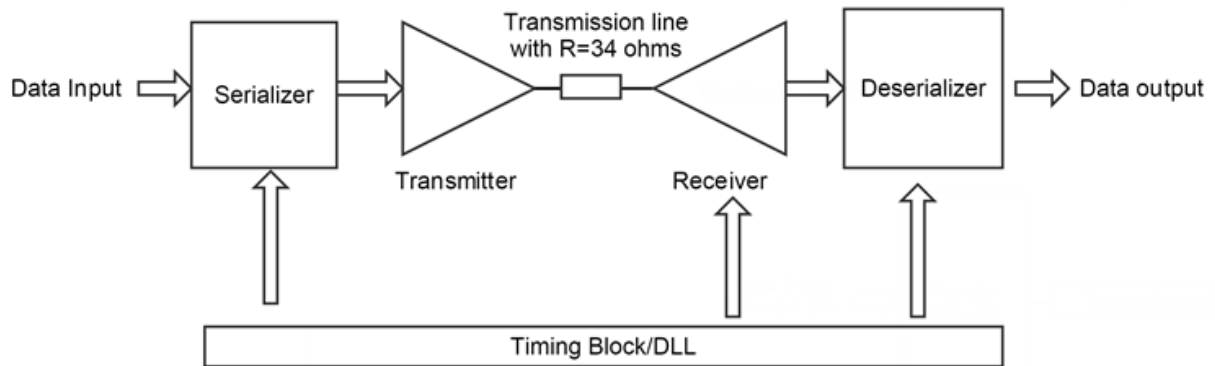 Transmission line
with R=34 ohms
Data Input
Serializer
Deserializer
Data output
Transmitter
Receiver
Timing Block/DLL